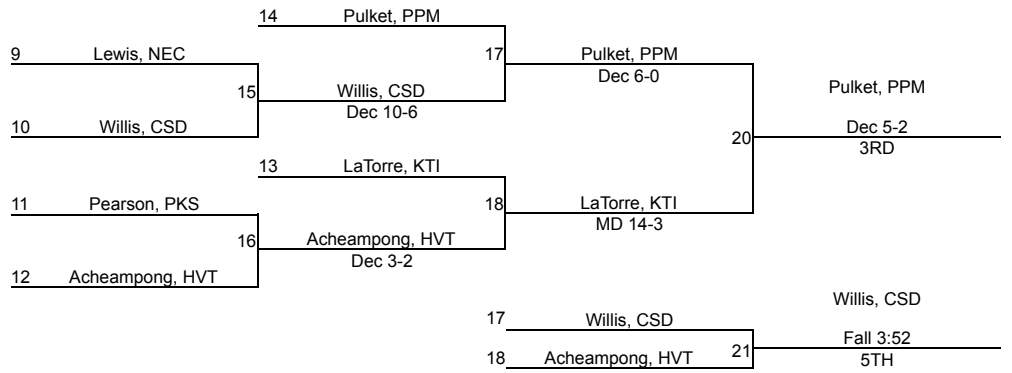 14 Pulket, PPM
9 Lewis, NEC
17 Pulket, PPM
Dec 6-0
Pulket, PPM
15 Willis, CSD
Dec 10-6
10 Willis, CSD
20 Dec 5-2
3RD
13 LaTorre, KTI
11 Pearson, PKS
18 LaTorre, KTI
MD 14-3
16 Acheampong, HVT
Dec 3-2
12 Acheampong, HVT
Willis, CSD
17 Willis, CSD
21 Fall 3:52
5TH
18 Acheampong, HVT